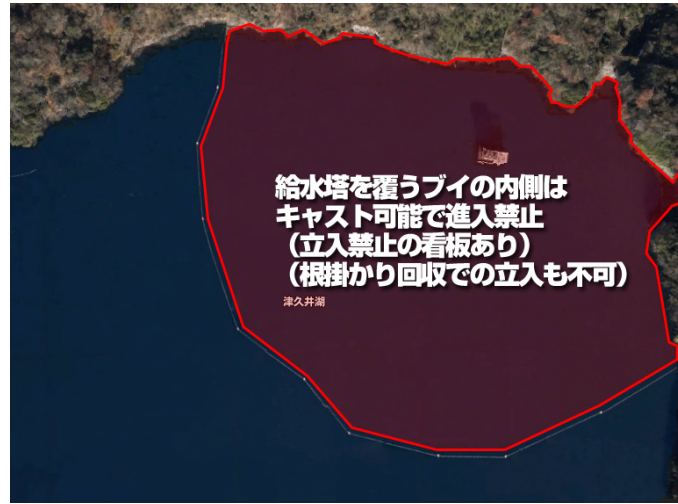 給水塔を覆うブイの内側は
キャスト可能で進入禁止
（立入禁止の看板あり）
（根掛かり回収での立入も不可）
津久井湖